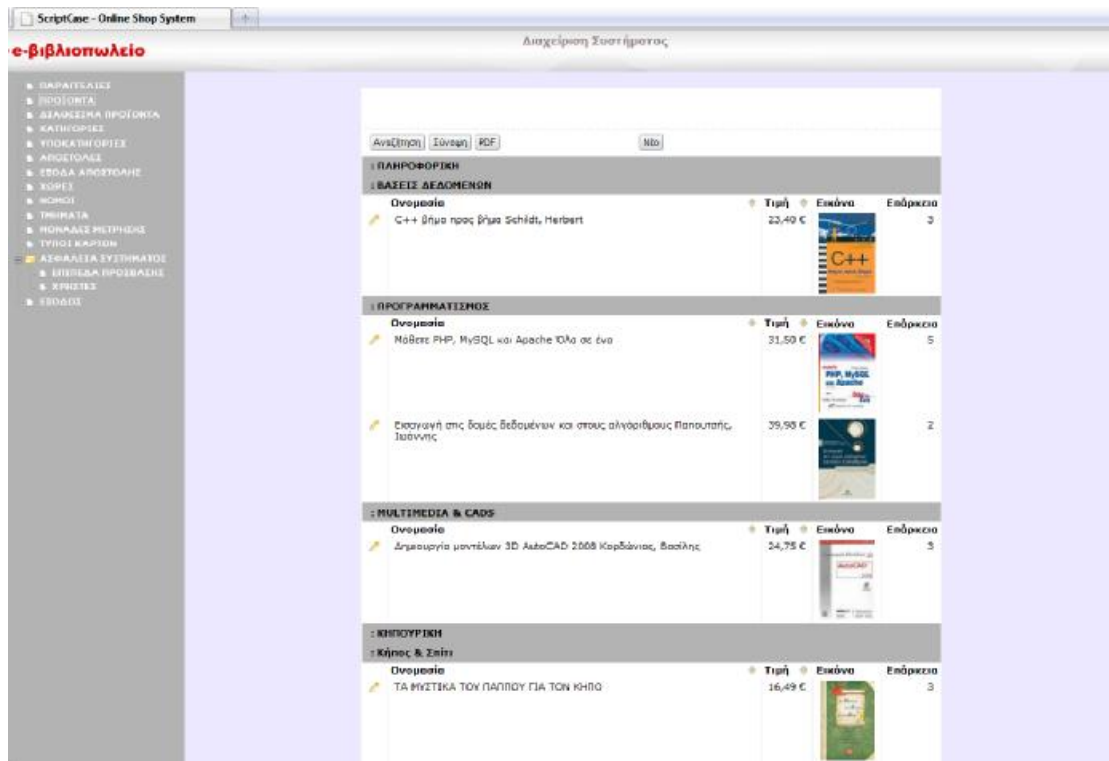 ScriptCase - Online Shop System
e-βιβλιοπωλείο
Διαχείριση Συστήματος
ΠΑΡΑΓΓΕΛΙΕΣ
ΠΡΟΪΟΝΤΑ
ΔΙΑΘΕΣΙΜΑ ΠΡΟΪΟΝΤΑ
ΚΑΤΗΓΟΡΙΕΣ
ΥΠΟΚΑΤΗΓΟΡΙΕΣ
ΑΠΟΣΤΟΛΕΣ
ΕΞΟΔΑ ΑΠΟΣΤΟΛΗΣ
ΧΩΡΕΣ
ΝΟΜΟΙ
ΤΜΗΜΑΤΑ
ΜΟΝΑΔΕΣ ΜΕΤΡΗΣΗΣ
ΤΥΠΟΙ ΚΑΡΤΩΝ
ΑΣΦΑΛΕΙΑ ΣΥΣΤΗΜΑΤΟΣ
ΕΠΙΠΕΔΑ ΠΡΟΣΒΑΣΗΣ
ΧΡΗΣΤΕΣ
ΕΞΟΔΟΣ
Αναζήτηση Σύνοψη PDF Νέο
: ΠΛΗΡΟΦΟΡΙΚΗ
: ΒΑΣΕΙΣ ΔΕΔΟΜΕΝΩΝ
Ονομασία Τιμή Εικόνα Επάρκεια
C++ βήμα προς βήμα Schildt, Herbert 23,40 € 3
C++
: ΠΡΟΓΡΑΜΜΑΤΙΣΜΟΣ
Ονομασία Τιμή Εικόνα Επάρκεια
Μάθετε PHP, MySQL και Apache Όλα σε ένα 31,50 € 5
PHP, MySQL
και Apache
Εισαγωγή στις δομές δεδομένων και στους αλγόριθμους Παπουτσής, 39,98 € 2
Ιωάννης
: MULTIMEDIA & CADS
Ονομασία Τιμή Εικόνα Επάρκεια
Δημιουργία μοντέλων 3D AutoCAD 2008 Κορδώνιας, Βασίλης 24,75 € 3
AutoCAD
: ΚΗΠΟΥΡΙΚΗ
: Κήπος & Σπίτι
Ονομασία Τιμή Εικόνα Επάρκεια
ΤΑ ΜΥΣΤΙΚΑ ΤΟΥ ΠΑΠΠΟΥ ΓΙΑ ΤΟΝ ΚΗΠΟ 16,49 € 3